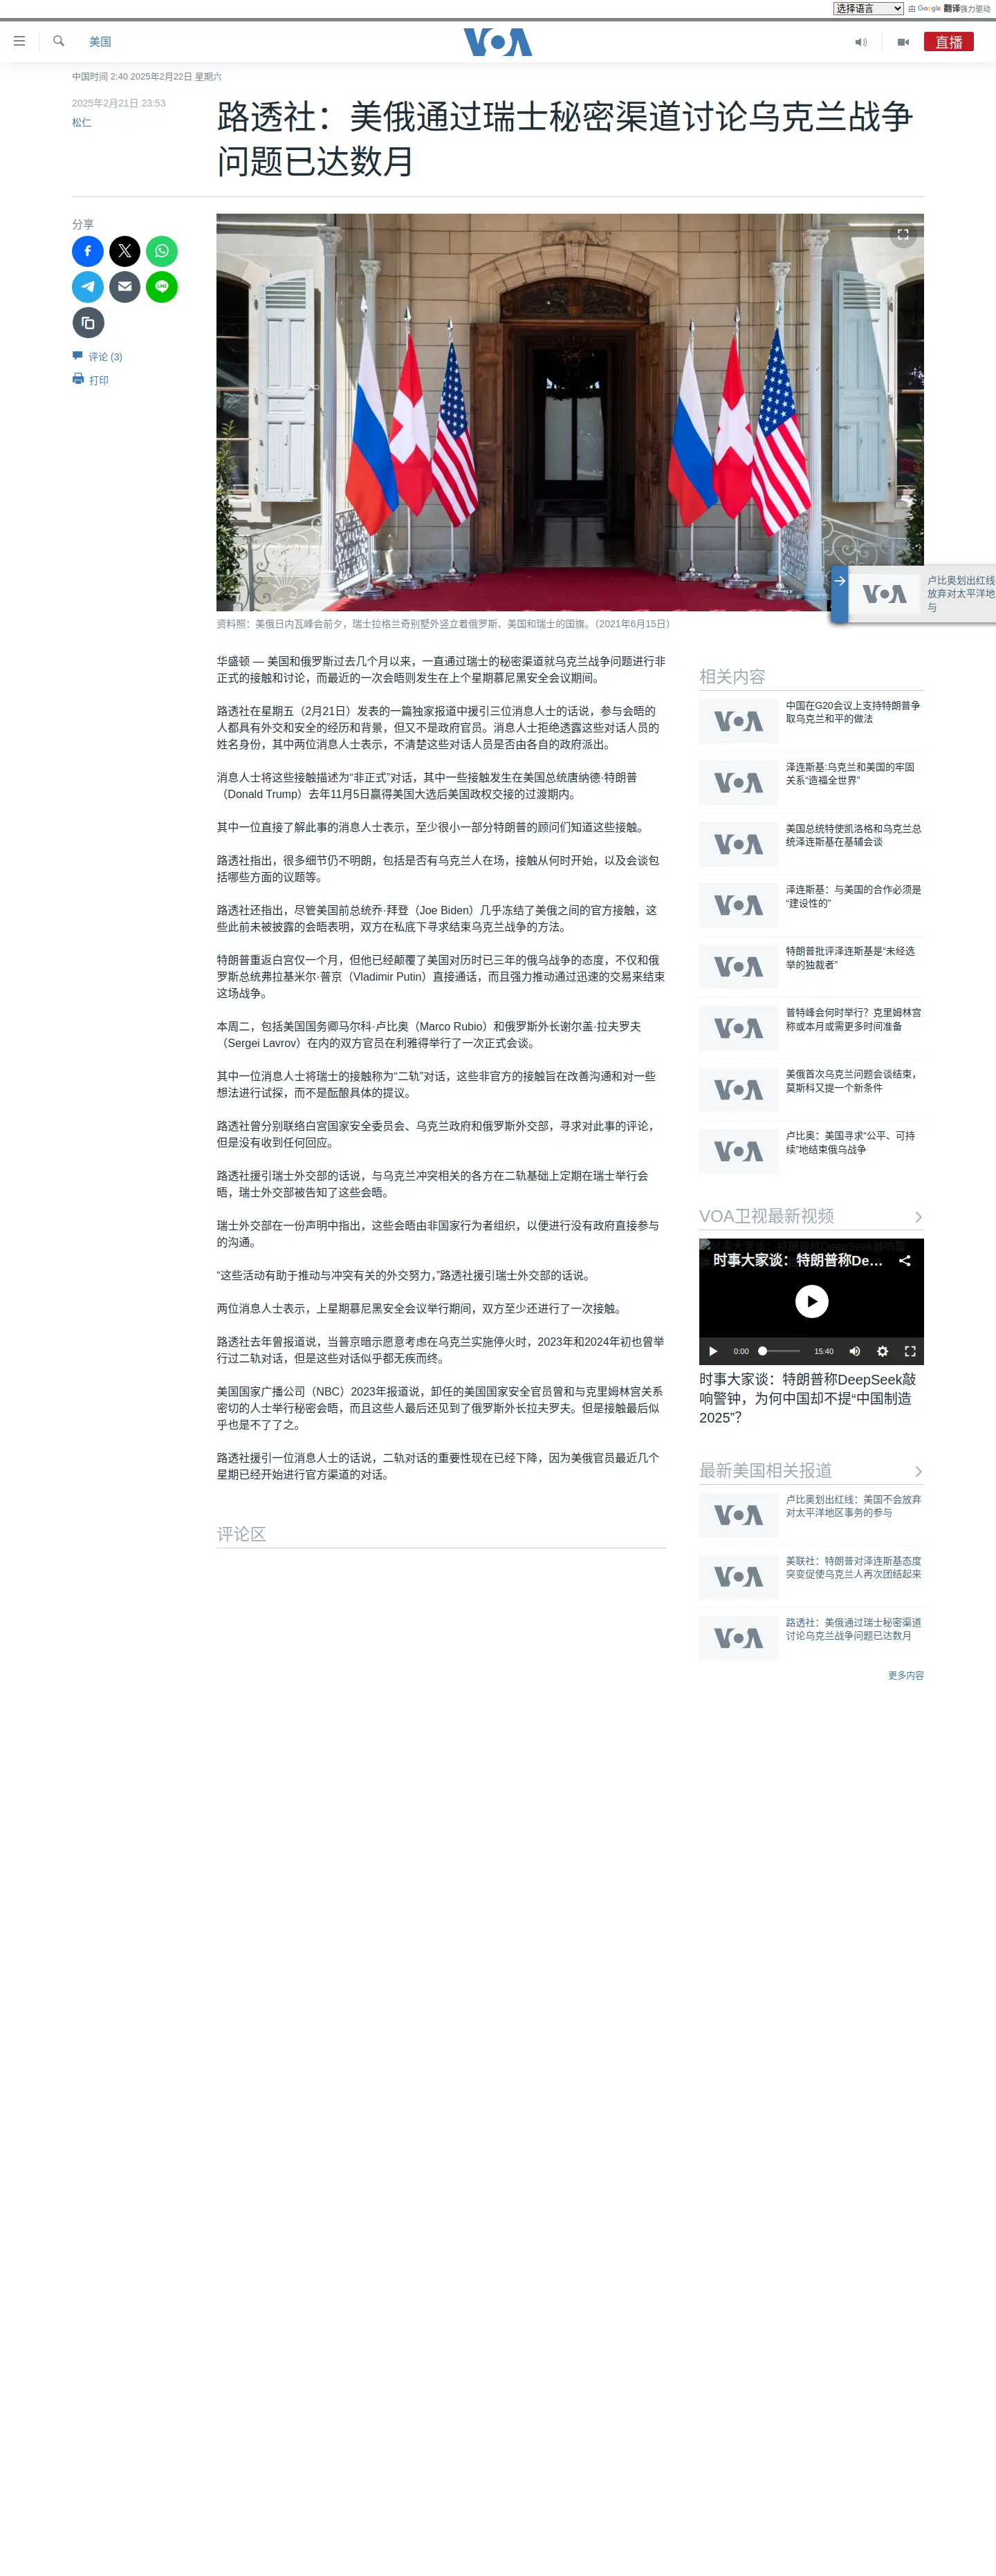 选择语言
由 Google 翻译强力驱动
美国
VOA
直播
中国时间 2:40 2025年2月22日 星期六
2025年2月21日 23:53
松仁
路透社：美俄通过瑞士秘密渠道讨论乌克兰战争
问题已达数月
分享
评论 (3)
打印
资料照：美俄日内瓦峰会前夕，瑞士拉格兰奇别墅外竖立着俄罗斯、美国和瑞士的国旗。（2021年6月15日）
卢比奥划出红线
放弃对太平洋地
与
华盛顿 — 美国和俄罗斯过去几个月以来，一直通过瑞士的秘密渠道就乌克兰战争问题进行非
正式的接触和讨论，而最近的一次会晤则发生在上个星期慕尼黑安全会议期间。
路透社在星期五（2月21日）发表的一篇独家报道中援引三位消息人士的话说，参与会晤的
人都具有外交和安全的经历和背景，但又不是政府官员。消息人士拒绝透露这些对话人员的
姓名身份，其中两位消息人士表示，不清楚这些对话人员是否由各自的政府派出。
消息人士将这些接触描述为“非正式”对话，其中一些接触发生在美国总统唐纳德·特朗普
（Donald Trump）去年11月5日赢得美国大选后美国政权交接的过渡期内。
其中一位直接了解此事的消息人士表示，至少很小一部分特朗普的顾问们知道这些接触。
路透社指出，很多细节仍不明朗，包括是否有乌克兰人在场，接触从何时开始，以及会谈包
括哪些方面的议题等。
路透社还指出，尽管美国前总统乔·拜登（Joe Biden）几乎冻结了美俄之间的官方接触，这
些此前未被披露的会晤表明，双方在私底下寻求结束乌克兰战争的方法。
特朗普重返白宫仅一个月，但他已经颠覆了美国对历时已三年的俄乌战争的态度，不仅和俄
罗斯总统弗拉基米尔·普京（Vladimir Putin）直接通话，而且强力推动通过迅速的交易来结束
这场战争。
本周二，包括美国国务卿马尔科·卢比奥（Marco Rubio）和俄罗斯外长谢尔盖·拉夫罗夫
（Sergei Lavrov）在内的双方官员在利雅得举行了一次正式会谈。
其中一位消息人士将瑞士的接触称为“二轨”对话，这些非官方的接触旨在改善沟通和对一些
想法进行试探，而不是酝酿具体的提议。
路透社曾分别联络白宫国家安全委员会、乌克兰政府和俄罗斯外交部，寻求对此事的评论，
但是没有收到任何回应。
路透社援引瑞士外交部的话说，与乌克兰冲突相关的各方在二轨基础上定期在瑞士举行会
晤，瑞士外交部被告知了这些会晤。
瑞士外交部在一份声明中指出，这些会晤由非国家行为者组织，以便进行没有政府直接参与
的沟通。
“这些活动有助于推动与冲突有关的外交努力，”路透社援引瑞士外交部的话说。
两位消息人士表示，上星期慕尼黑安全会议举行期间，双方至少还进行了一次接触。
路透社去年曾报道说，当普京暗示愿意考虑在乌克兰实施停火时，2023年和2024年初也曾举
行过二轨对话，但是这些对话似乎都无疾而终。
美国国家广播公司（NBC）2023年报道说，卸任的美国国家安全官员曾和与克里姆林宫关系
密切的人士举行秘密会晤，而且这些人最后还见到了俄罗斯外长拉夫罗夫。但是接触最后似
乎也是不了了之。
路透社援引一位消息人士的话说，二轨对话的重要性现在已经下降，因为美俄官员最近几个
星期已经开始进行官方渠道的对话。
评论区
相关内容
中国在G20会议上支持特朗普争
取乌克兰和平的做法
泽连斯基:乌克兰和美国的牢固
关系“造福全世界”
美国总统特使凯洛格和乌克兰总
统泽连斯基在基辅会谈
泽连斯基：与美国的合作必须是
“建设性的”
特朗普批评泽连斯基是“未经选
举的独裁者”
普特峰会何时举行？克里姆林宫
称或本月或需更多时间准备
美俄首次乌克兰问题会谈结束，
莫斯科又提一个新条件
卢比奥：美国寻求“公平、可持
续”地结束俄乌战争
VOA卫视最新视频
时事大家谈：特朗普称De...
0:00
15:40
时事大家谈：特朗普称DeepSeek敲
响警钟，为何中国却不提“中国制造
2025”？
最新美国相关报道
卢比奥划出红线：美国不会放弃
对太平洋地区事务的参与
美联社：特朗普对泽连斯基态度
突变促使乌克兰人再次团结起来
路透社：美俄通过瑞士秘密渠道
讨论乌克兰战争问题已达数月
更多内容